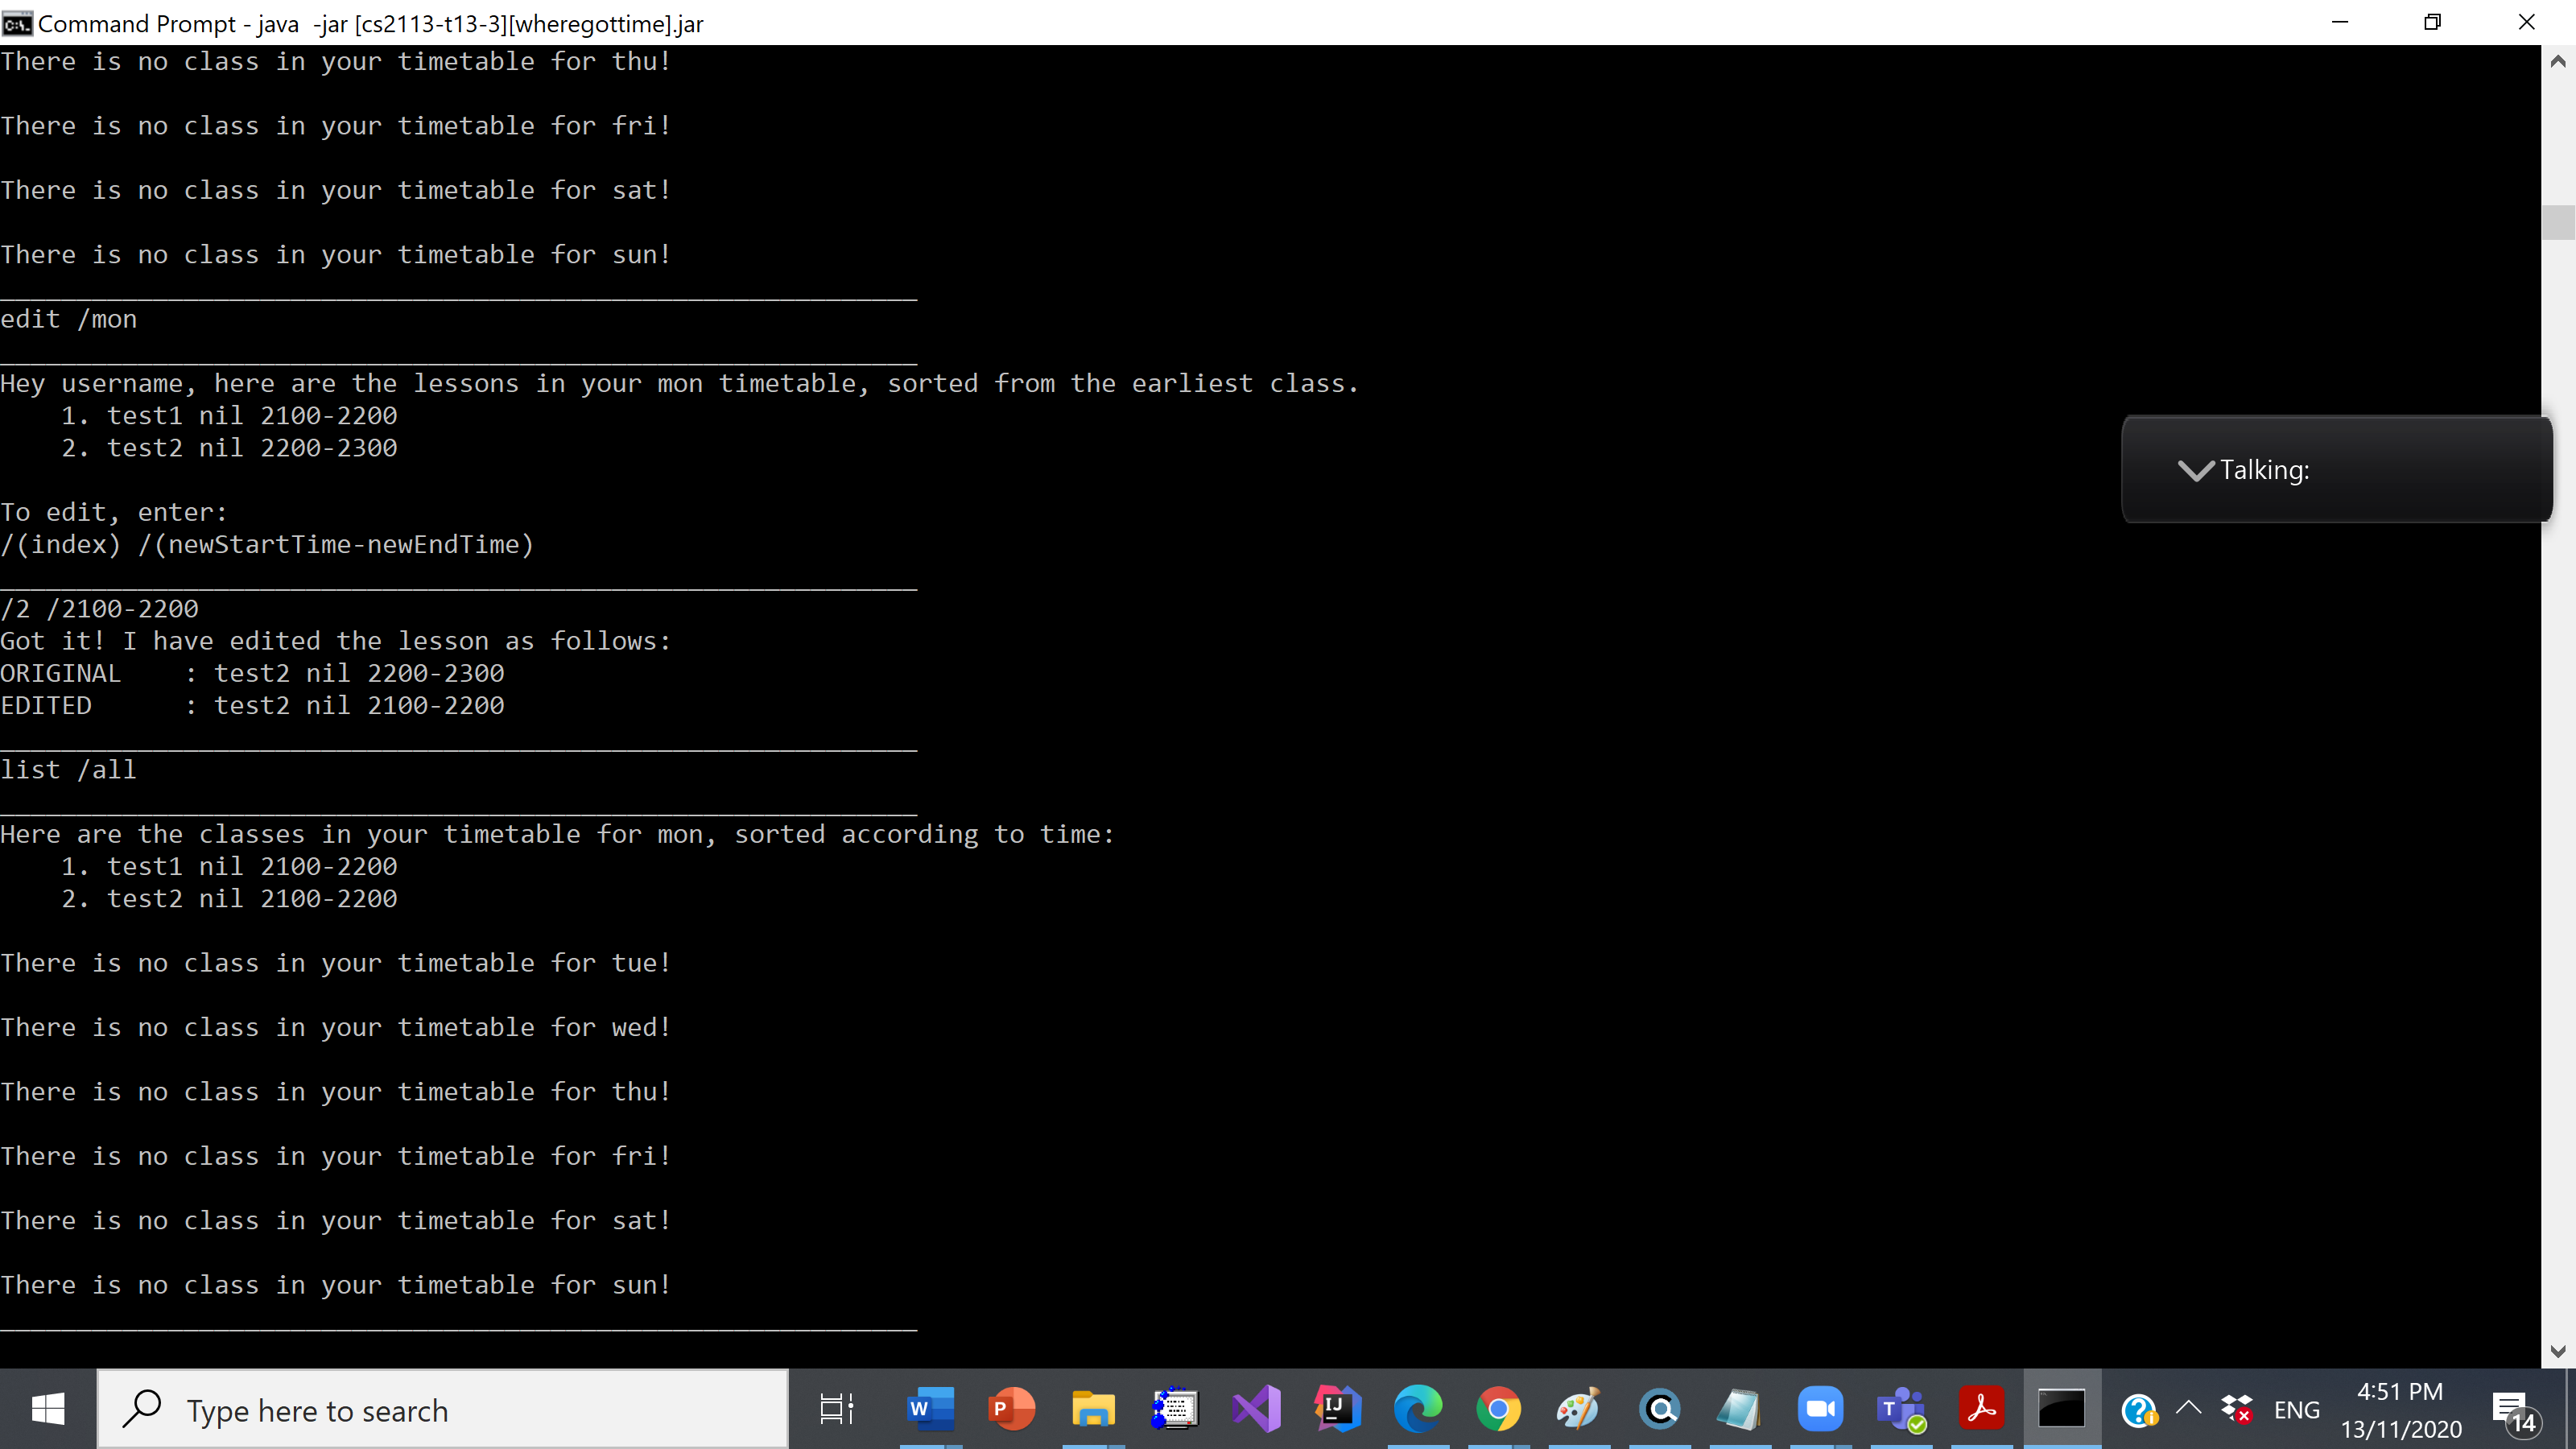 Command Prompt - java  -jar [cs2113-t13-3][wheregottime].jar
There is no class in your timetable for thu!
There is no class in your timetable for fri!
There is no class in your timetable for sat!
There is no class in your timetable for sun!
____________________________________________________________
edit /mon
____________________________________________________________
Hey username, here are the lessons in your mon timetable, sorted from the earliest class.
    1. test1 nil 2100-2200
    2. test2 nil 2200-2300
Talking:
To edit, enter:
/(index) /(newStartTime-newEndTime)
____________________________________________________________
/2 /2100-2200
Got it! I have edited the lesson as follows:
ORIGINAL    : test2 nil 2200-2300
EDITED      : test2 nil 2100-2200
____________________________________________________________
list /all
____________________________________________________________
Here are the classes in your timetable for mon, sorted according to time:
    1. test1 nil 2100-2200
    2. test2 nil 2100-2200
There is no class in your timetable for tue!
There is no class in your timetable for wed!
There is no class in your timetable for thu!
There is no class in your timetable for fri!
There is no class in your timetable for sat!
There is no class in your timetable for sun!
____________________________________________________________
Type here to search
ENG
4:51 PM
13/11/2020
14